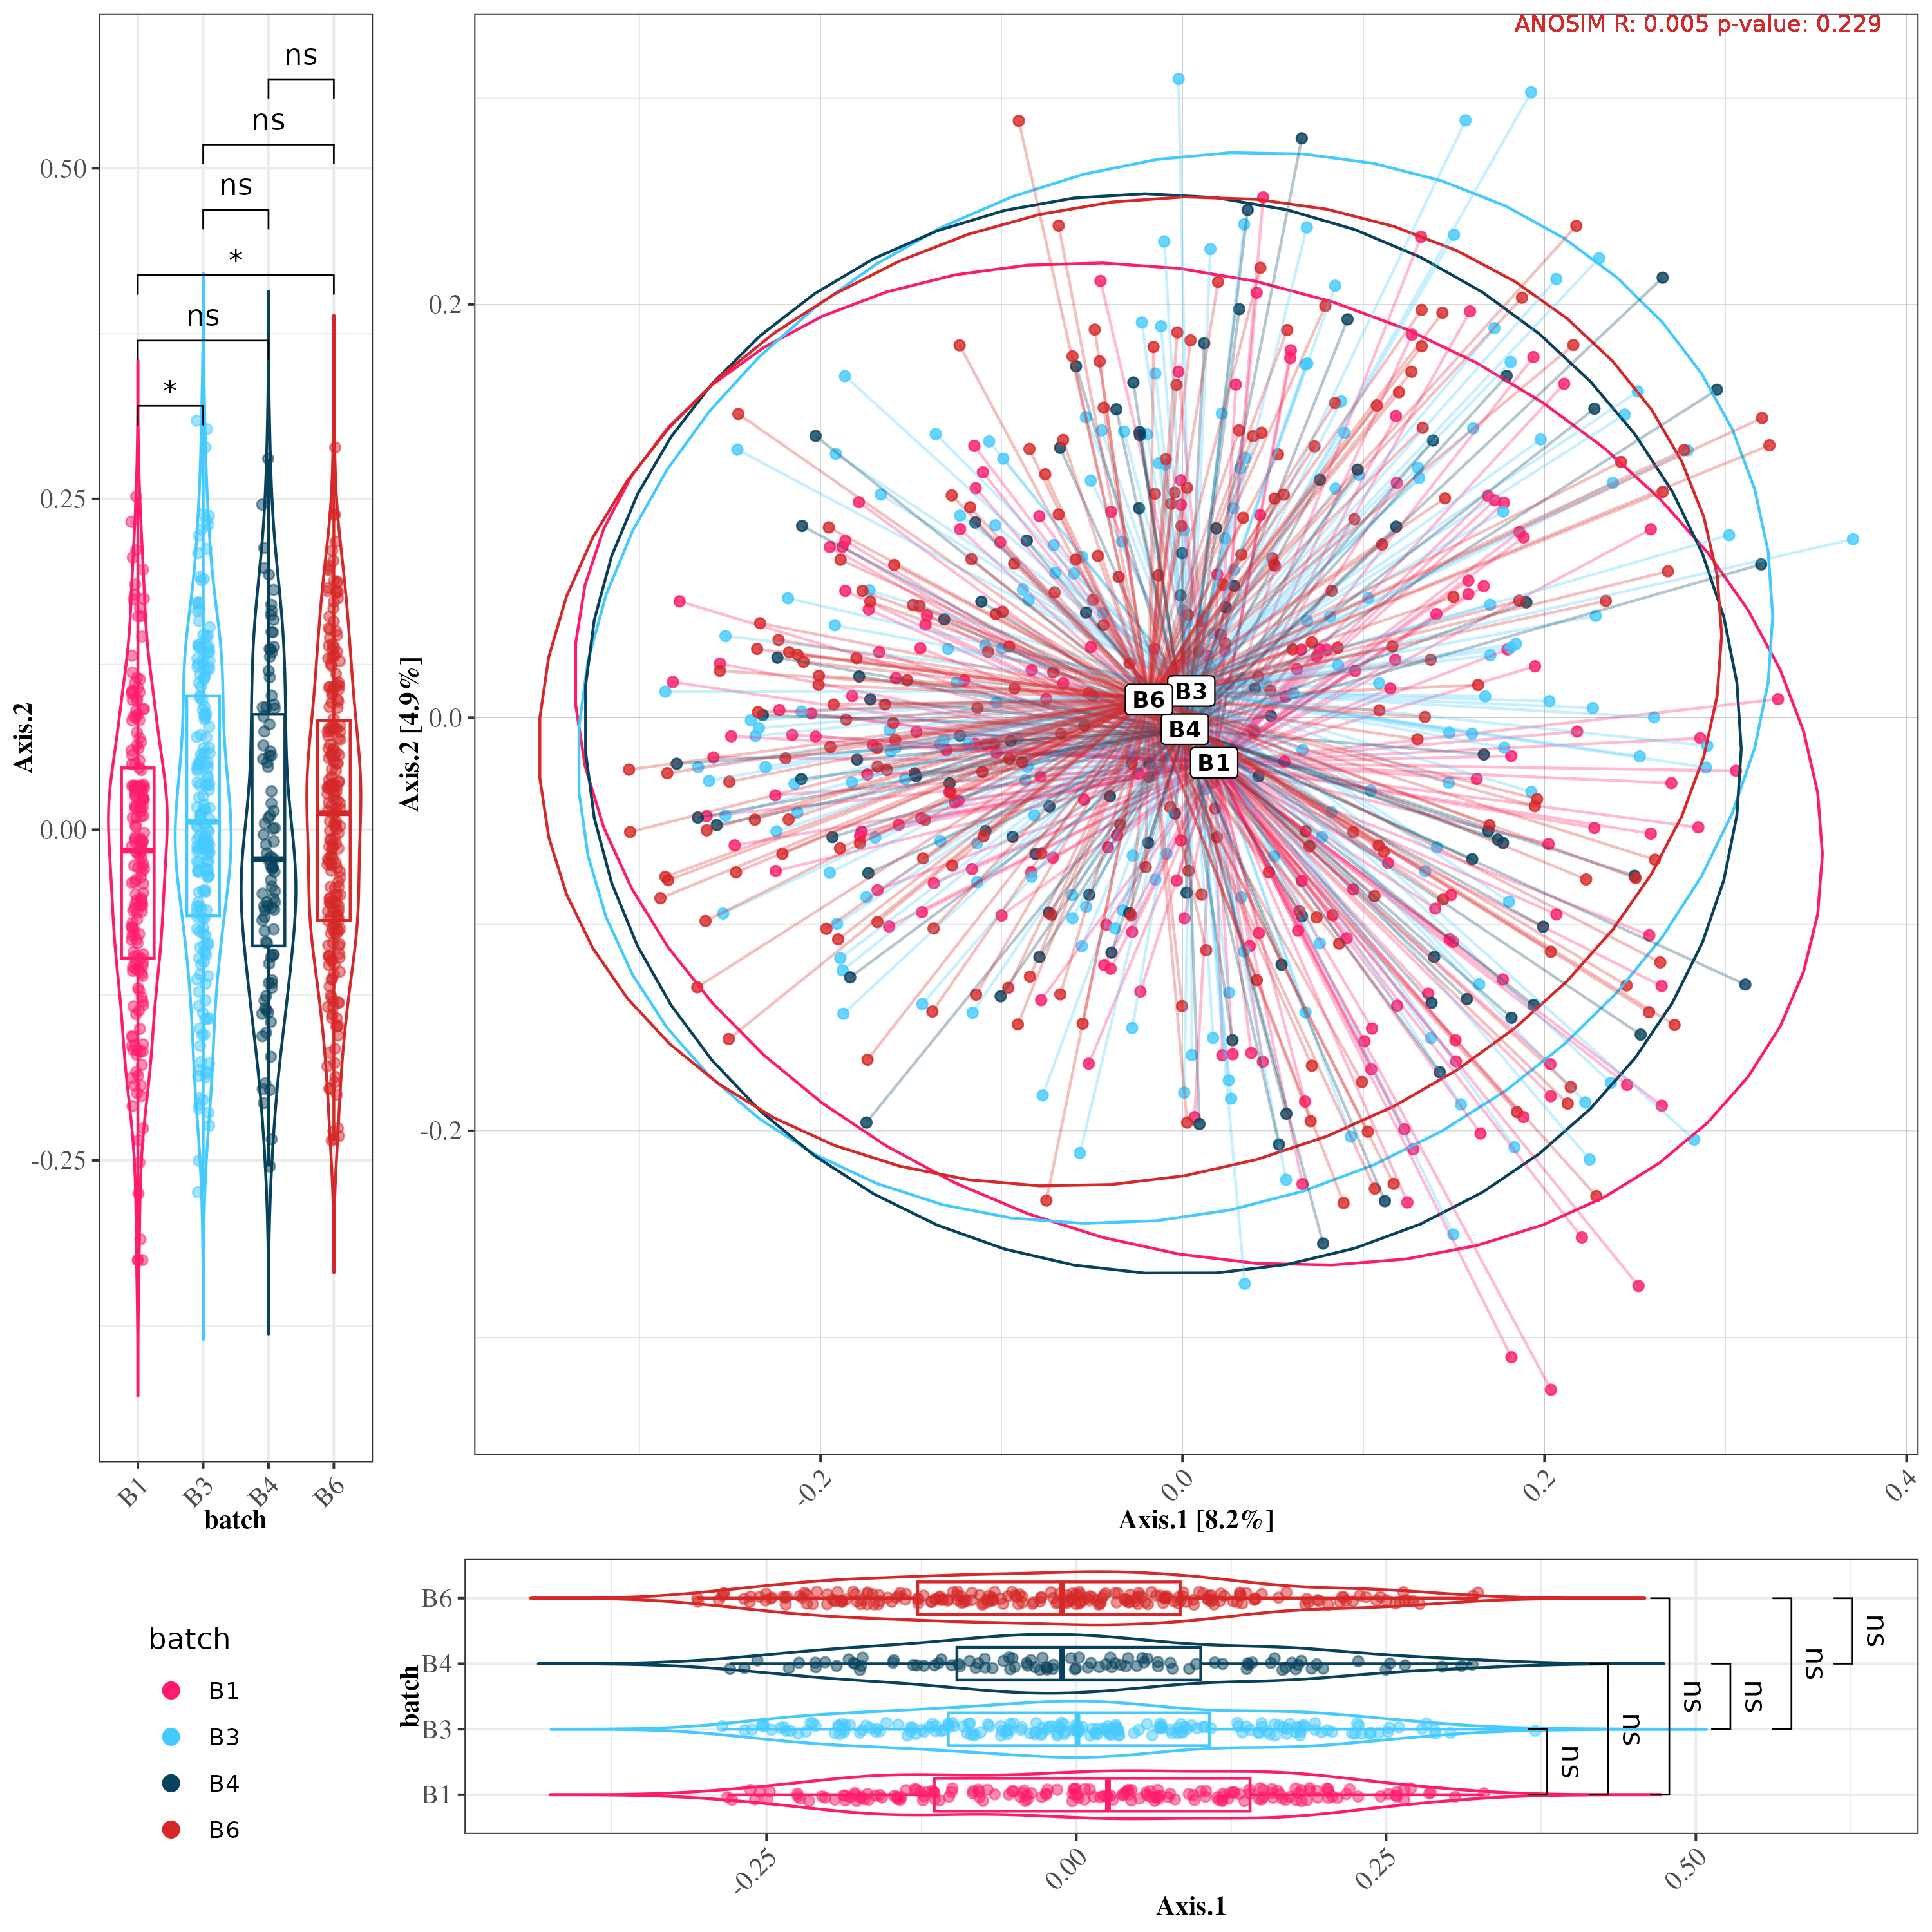 ANOSIM R: 0.005 p-value: 0.229
ns
ns
ns
*
ns
*
0.50
0.25
0.00
-0.25
Axis.2
B1
B3
B4
B6
batch
0.2
0.0
-0.2
Axis.2 [4.9%]
B6
B3
B4
B1
-0.2
0.0
0.2
0.4
Axis.1 [8.2%]
batch
B1
B3
B4
B6
B6
B4
B3
B1
batch
ns
ns
ns
ns
ns
ns
-0.25
0.00
0.25
0.50
Axis.1